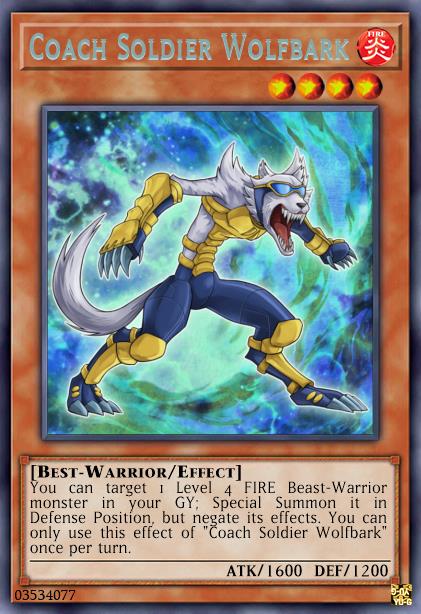 COACH SOLDIER WOLFBARK
FIRE
炎
[BEST-WARRIOR/EFFECT]
You can target 1 Level 4 FIRE Beast-Warrior
monster in your GY; Special Summon it in
Defense Position, but negate its effects. You can
only use this effect of "Coach Soldier Wolfbark"
once per turn.
ATK/1600 DEF/1200
03534077